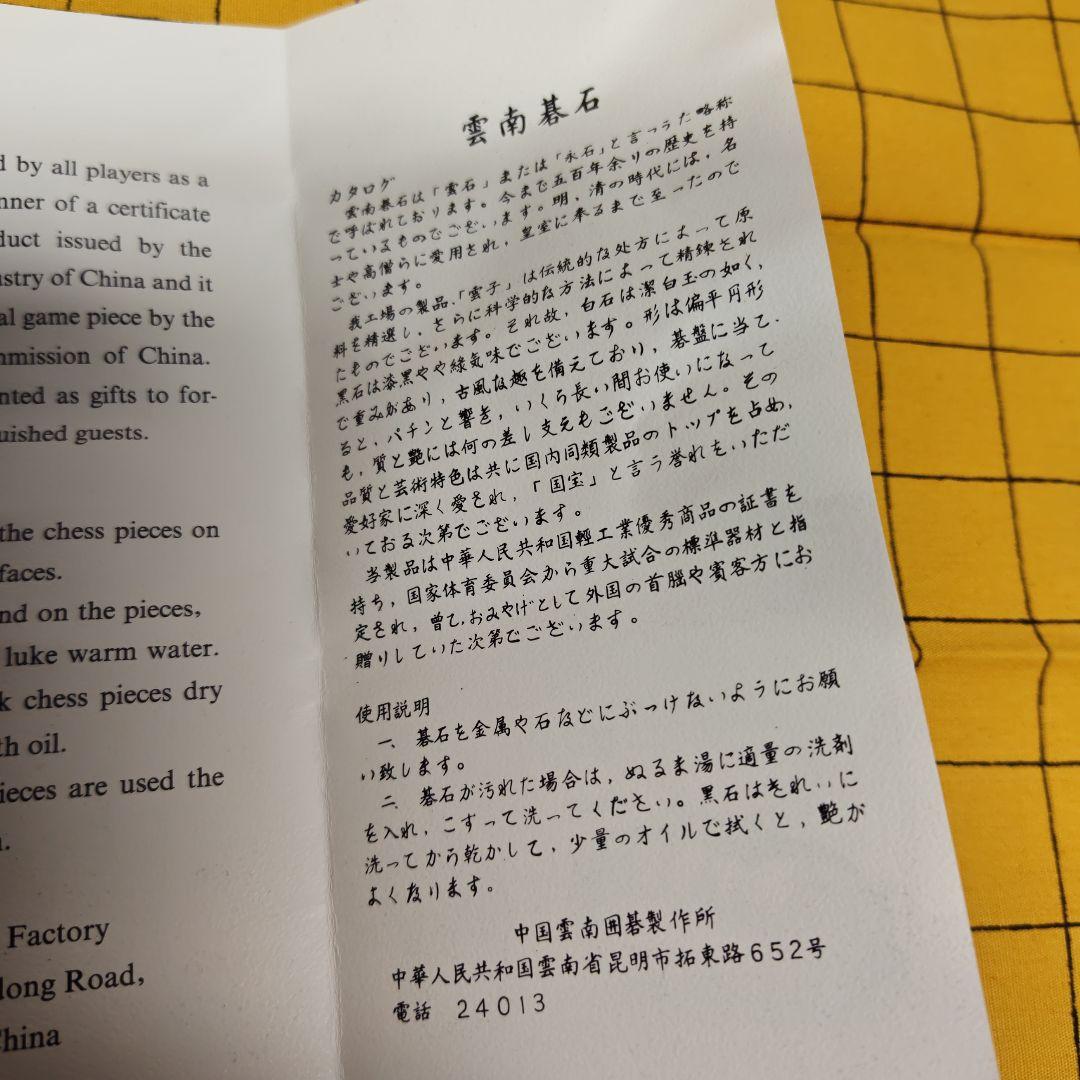 d by all players as a
nner of a certificate
duct issued by the
stry of China and it
al game piece by the
mmission of China.
nted as gifts to for-
uished guests.
the chess pieces on
faces.
nd on the pieces,
luke warm water.
k chess pieces dry
th oil.
ieces are used the
Factory
long Road,
China
雲南碁石
カタログ
雲南碁石は「雲石」または「永石」と言っうた略称
で呼ばれております。今まで五百年余りの歴史を持
っているものでございます。明、清の時代には、名
士や高僧らに愛用され、皇室に奉るまで至ったので
ございます。
我工場の製品、「雲子」は伝統的な処方によって原
料を精選し、さらに科学的な方法によって精錬され
たものでございます。それ故、白石は潔白玉の如く、
黒石は漆黒やや緑気味でございます。形は偏平円形
で重みがあり、古風な趣を備えており、碁盤に当て
ると、パチンと響き、いくら長い間お使いになって
も、質と艶には何の差し支えもございません。その
品質と芸術特色は共に国内同類製品のトップを占め、
愛好家に深く愛され、「国宝」と言う誉れをいただ
いておる次第でございます。
当製品は中華人民共和国軽工業優秀商品の証書を
持ち、国家体育委員会から重大試合の標準器材と指
定され、曽て、おみやげとして外国の首脳や賓客方にお
贈りしていた次第でございます。
使用説明
一、碁石を金属や石などにぶっけないようにお願
い致します。
二、碁石が汚れた場合は、ぬるま湯に適量の洗剤
を入れ、こすって洗ってください。黒石はきれいに
洗ってから乾かして、少量のオイルで拭くと、艶が
よくなります。
中国雲南囲碁製作所
中華人民共和国雲南省昆明市拓東路652号
電話 24013